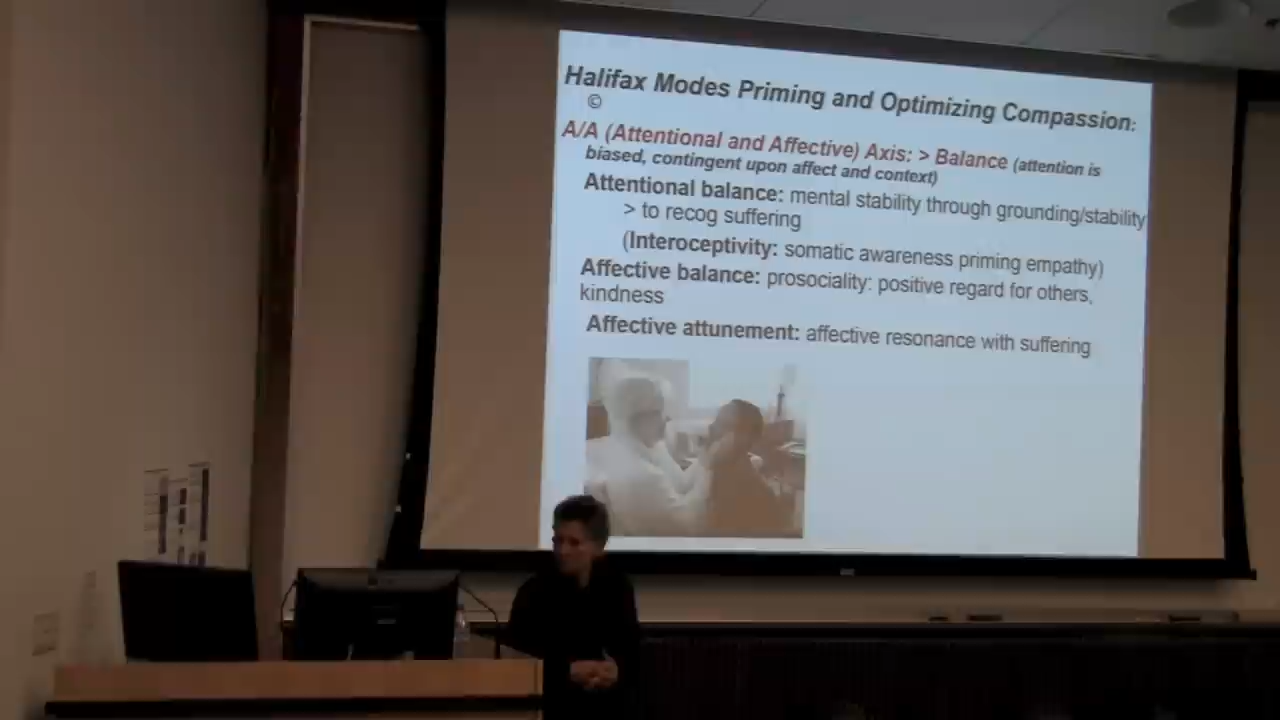 Halifax Modes Priming and Optimizing Compassion:
©
A/A (Attentional and Affective) Axis: > Balance (attention is
biased, contingent upon affect and context)
Attentional balance: mental stability through grounding/stability
> to recog suffering
(Interoceptivity: somatic awareness priming empathy)
Affective balance: prosociality: positive regard for others,
kindness
Affective attunement: affective resonance with suffering